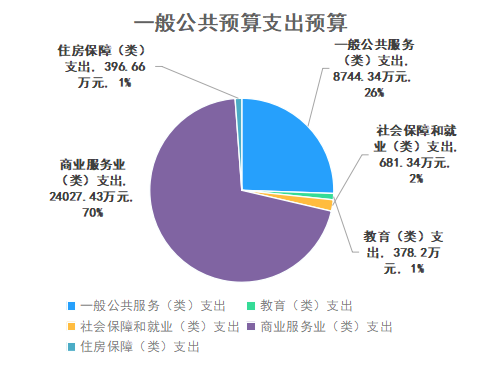 一般公共预算支出预算
住房保障（类）
支出, 396.66
万元, 1%
一般公共服务
（类）支出,
8744.34万元,
26%
社会保障和就
业（类）支出,
681.34万元,
2%
商业服务业
（类）支出,
24027.43万元,
70%
教育（类）支
出, 378.2万
元, 1%
一般公共服务（类）支出
教育（类）支出
社会保障和就业（类）支出
商业服务业（类）支出
住房保障（类）支出